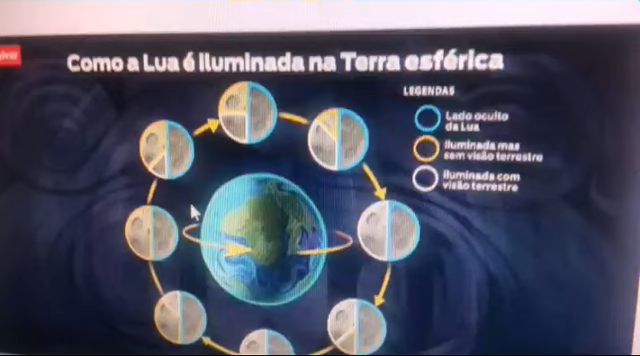 Como a Lua é iluminada na Terra esférica
LEGENDAS
Lado oculto
da Lua
Iluminada mas
sem visão terrestre
Iluminada com
visão terrestre